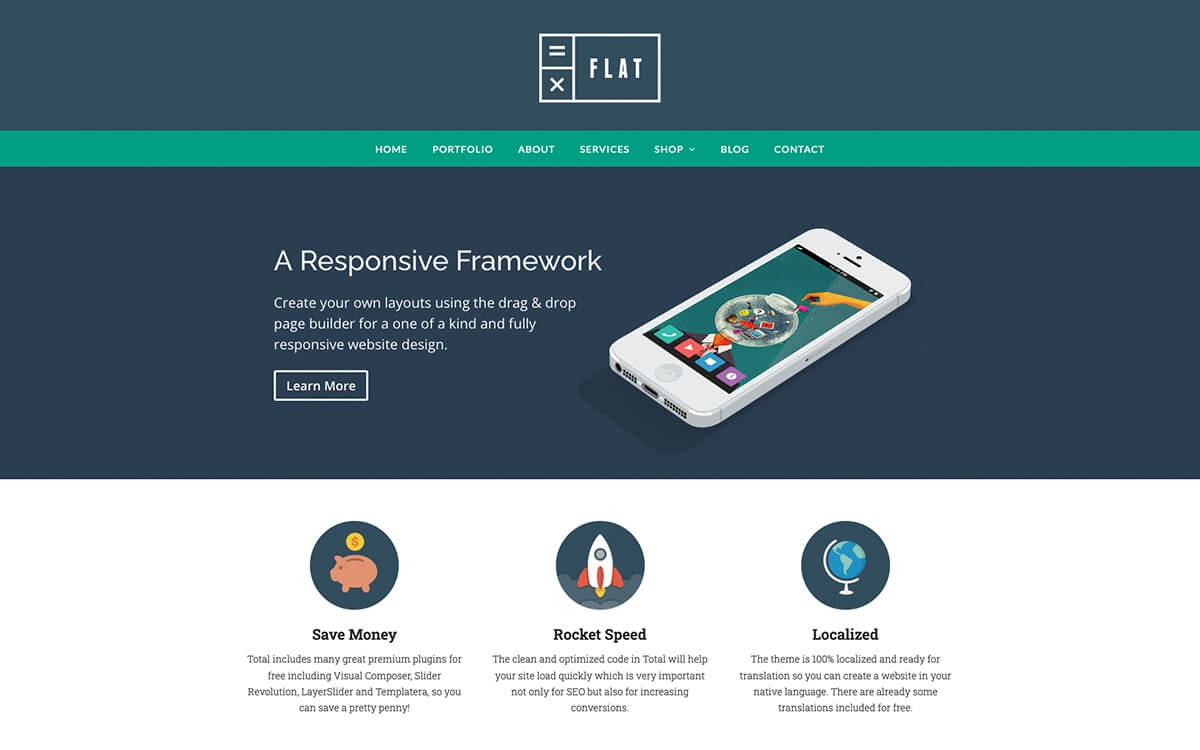 FLAT
HOME PORTFOLIO ABOUT SERVICES SHOP BLOG CONTACT
A Responsive Framework
Create your own layouts using the drag & drop
page builder for a one of a kind and fully
responsive website design.
Learn More
Save Money
Total includes many great premium plugins for
free including Visual Composer, Slider
Revolution, LayerSlider and Templatera, so you
can save a pretty penny!
Rocket Speed
The clean and optimized code in Total will help
your site load quickly which is very important
not only for SEO but also for increasing
conversions.
Localized
The theme is 100% localized and ready for
translation so you can create a website in your
native language. There are already some
translations included for free.